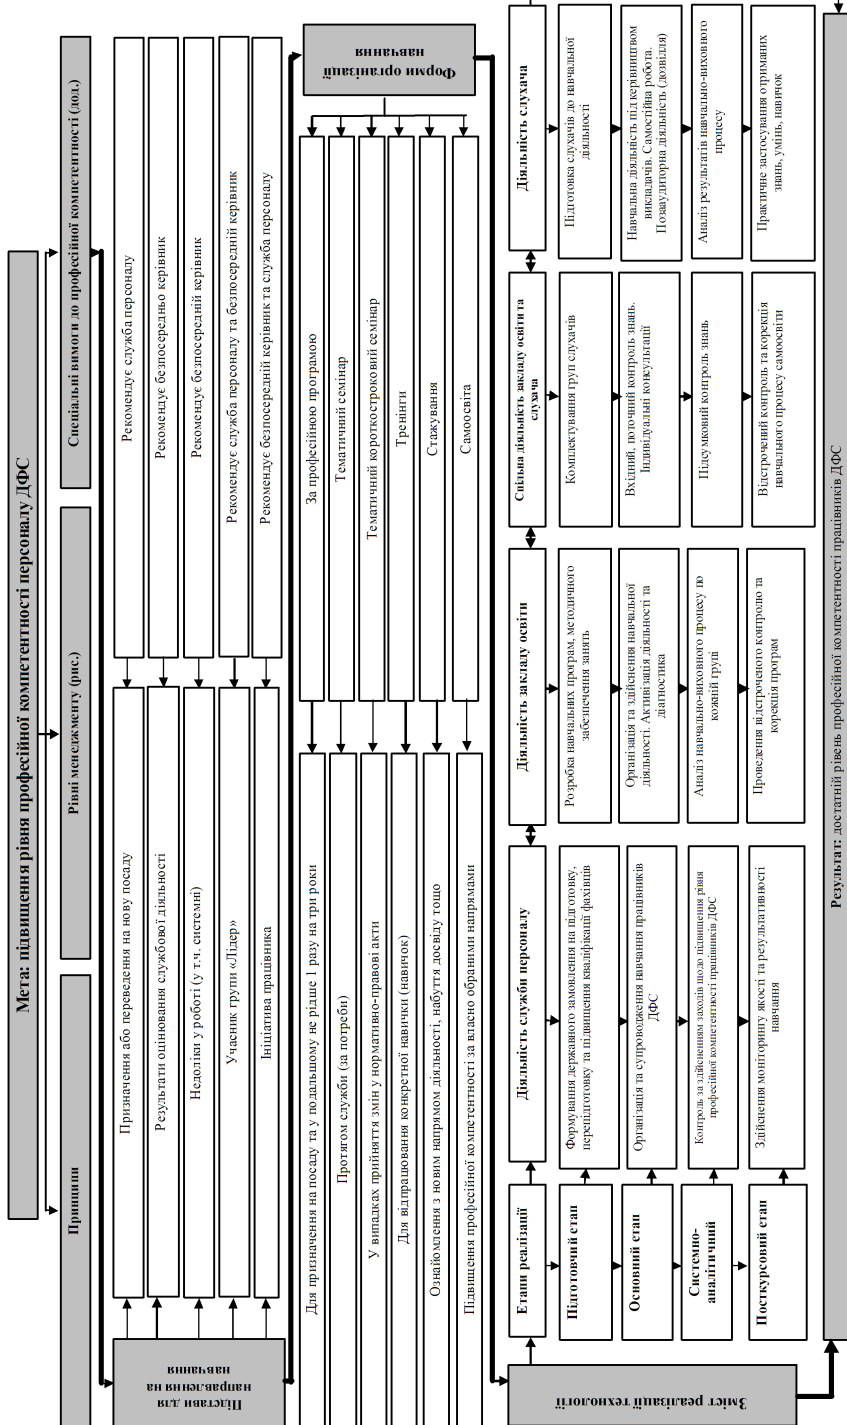 Мета: підвищення рівня професійної компетентності персоналу ДФС
Принципи
Рівні менеджменту (рис.)
Спеціальні вимоги до професійної компетентності (дод.)
Підстави для
направлення на
навчання
Призначення або переведення на нову посаду
Рекомендує служба персоналу
Результати оцінювання службової діяльності
Рекомендує безпосередньо керівник
Недоліки у роботі (у т.ч. системні)
Рекомендує безпосередній керівник
Учасник групи «Лідер»
Рекомендує служба персоналу та безпосередній керівник
Ініціатива працівника
Рекомендує безпосередній керівник та служба персоналу
Форми організації
навчання
Для призначення на посаду та у подальшому не рідше 1 разу на три роки
За професійною програмою
Протягом служби (за потреби)
Тематичний семінар
У випадках прийняття змін у нормативно-правові акти
Тематичний короткостроковий семінар
Для відпрацювання конкретної навички (навичок)
Тренінги
Ознайомлення з новим напрямом діяльності, набуття досвіду тощо
Стажування
Підвищення професійної компетентності за власно обраними напрямами
Самоосвіта
Зміст реалізації технології
Етапи реалізації
Діяльність служби персоналу
Діяльність закладу освіти
Спільна діяльність закладу освіти та
слухача
Діяльність слухача
Підготовчий етап
Формування державного замовлення на підготовку,
перепідготовку та підвищення кваліфікації фахівців
Розробка навчальних програм, методичного
забезпечення занять
Комплектування груп слухачів
Підготовка слухачів до навчальної
діяльності
Основний етап
Організація та супроводження навчання працівників
ДФС
Організація та здійснення навчальної
діяльності. Активізація діяльності та
діагностика
Вхідний, поточний контроль знань.
Індивідуальні консультації
Навчальна діяльність під керівництвом
викладачів. Самостійна робота.
Позааудиторна діяльність (дозвілля)
Системно-
аналітичний
Контроль за здійсненням заходів щодо підвищення рівня
професійної компетентності працівників ДФС
Аналіз навчально-виховного процесу по
кожній групі
Підсумковий контроль знань
Аналіз результатів навчально-виховного
процесу
Посткурсовий етап
Здійснення моніторингу якості та результативності
навчання
Проведення відстроченого контролю та
корекція програм
Відстрочений контроль та корекція
навчального процесу самоосвіти
Практичне застосування отриманих
знань, умінь, навичок
Результат: достатній рівень професійної компетентності працівників ДФС